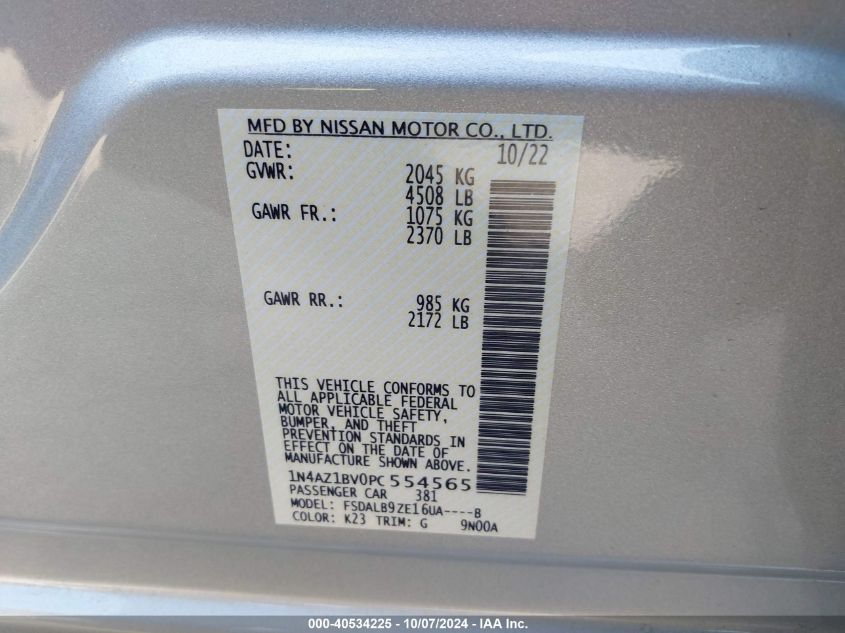 MFD BY NISSAN MOTOR CO., LTD.
DATE: 10/22
GVWR: 2045 KG
4508 LB
GAWR FR.: 1075 KG
2370 LB
GAWR RR.: 985 KG
2172 LB
THIS VEHICLE CONFORMS TO
ALL APPLICABLE FEDERAL
MOTOR VEHICLE SAFETY,
BUMPER, AND THEFT
PREVENTION STANDARDS IN
EFFECT ON THE DATE OF
MANUFACTURE SHOWN ABOVE.
1N4AZ1BV0PC554565
PASSENGER CAR 381
MODEL: FSDALB9ZE16UA----B
COLOR: K23 TRIM: G 9N00A
000-40534225 - 10/07/2024 - IAA Inc.